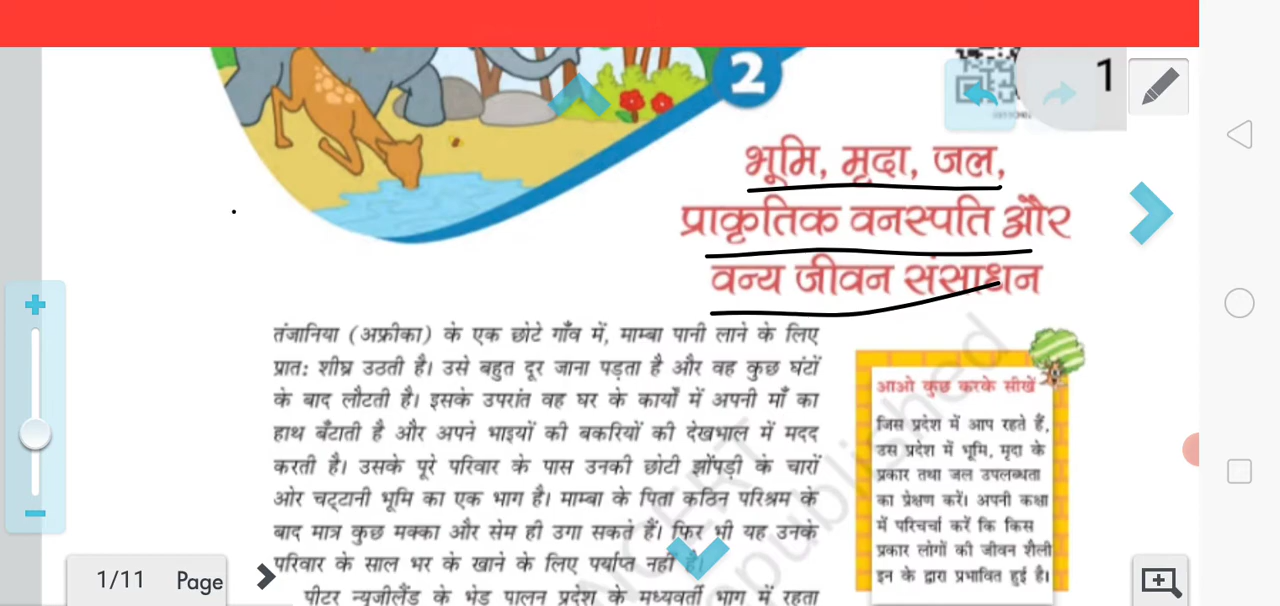 2
1
भूमि, मृदा, जल,
प्राकृतिक वनस्पति और
वन्य जीवन संसाधन
तंजानिया (अफ्रीका) के एक छोटे गाँव में, माम्बा पानी लाने के लिए
प्रात: शीघ्र उठती है। उसे बहुत दूर जाना पड़ता है और वह कुछ घंटों
के बाद लौटती है। इसके उपरांत वह घर के कार्यों में अपनी माँ का
हाथ बँटाती है और अपने भाइयों की बकरियों की देखभाल में मदद
करती है। उसके पूरे परिवार के पास उनकी छोटी झोंपड़ी के चारों
ओर चट्टानी भूमि का एक भाग है। माम्बा के पिता कठिन परिश्रम के
बाद मात्र कुछ मक्का और सेम ही उगा सकते हैं। फिर भी यह उनके
परिवार के साल भर के खाने के लिए पर्याप्त नहीं है।
पीटर न्यूजीलैंड के भेड़ पालन प्रदेश के मध्यवर्ती भाग में रहता
आओ कुछ करके सीखें
जिस प्रदेश में आप रहते हैं,
उस प्रदेश में भूमि, मृदा के
प्रकार तथा जल उपलब्धता
का प्रेक्षण करें। अपनी कक्षा
में परिचर्चा करें कि किस
प्रकार लोगों की जीवन शैली
इन के द्वारा प्रभावित हुई है।
1/11 Page